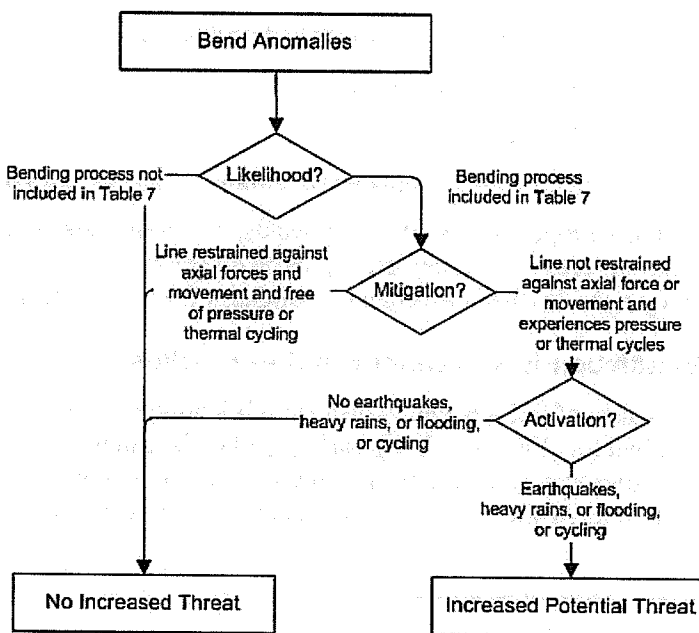 Bend Anomalies
Likelihood?
Bending process not
included in Table 7
Bending process
included in Table 7
Line restrained against
axial forces and
movement and free
of pressure or
thermal cycling
Mitigation?
Line not restrained
against axial force or
movement and
experiences pressure
or thermal cycles
No earthquakes,
heavy rains, or flooding,
or cycling
Activation?
Earthquakes,
heavy rains, or flooding,
or cycling
No Increased Threat
Increased Potential Threat